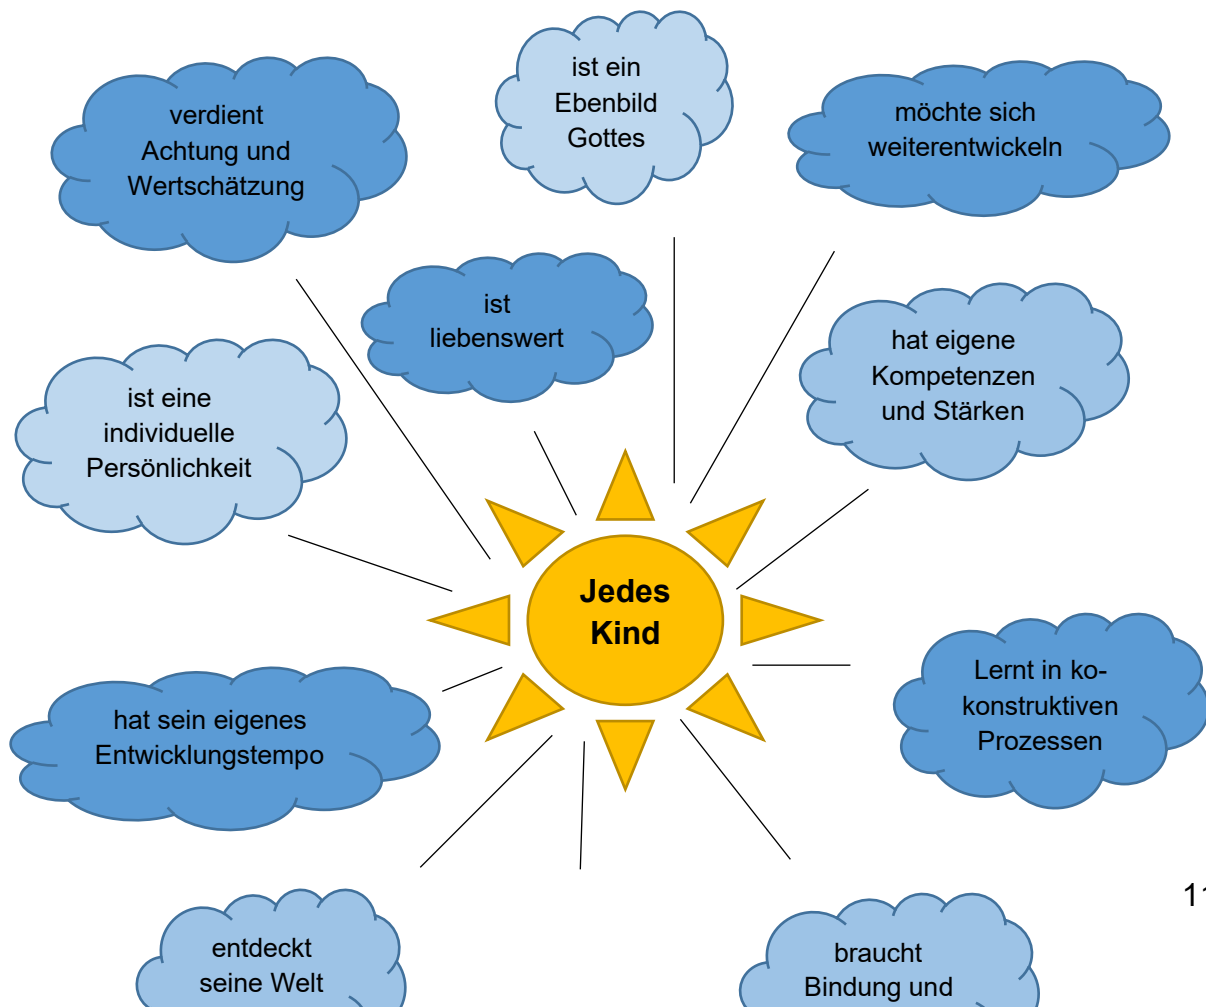 ist ein
Ebenbild
Gottes
verdient
Achtung und
Wertschätzung
möchte sich
weiterentwickeln
ist
liebenswert
hat eigene
Kompetenzen
und Stärken
ist eine
individuelle
Persönlichkeit
Jedes
Kind
Lernt in ko-
konstruktiven
Prozessen
hat sein eigenes
Entwicklungstempo
11
entdeckt
seine Welt
braucht
Bindung und